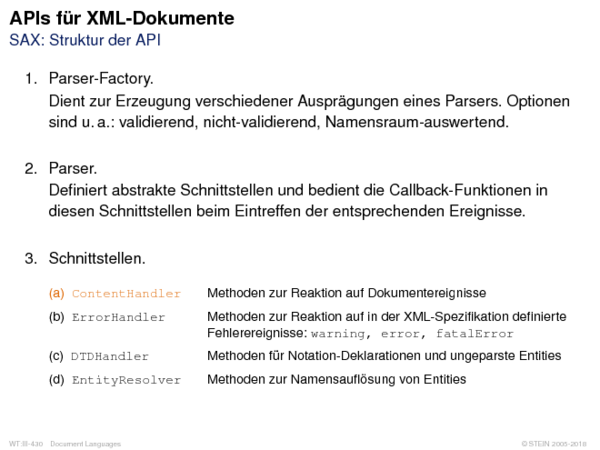 APIs für XML-Dokumente
SAX: Struktur der API
1. Parser-Factory.
Dient zur Erzeugung verschiedener Ausprägungen eines Parsers. Optionen
sind u. a.: validierend, nicht-validierend, Namensraum-auswertend.
2. Parser.
Definiert abstrakte Schnittstellen und bedient die Callback-Funktionen in
diesen Schnittstellen beim Eintreffen der entsprechenden Ereignisse.
3. Schnittstellen.
(a) ContentHandler Methoden zur Reaktion auf Dokumentereignisse
(b) ErrorHandler Methoden zur Reaktion auf in der XML-Spezifikation definierte
Fehlerereignisse: warning, error, fatalError
(c) DTDHandler Methoden für Notation-Deklarationen und ungeparste Entities
(d) EntityResolver Methoden zur Namensauflösung von Entities
WT:III-430 Document Languages © STEIN 2005-2018